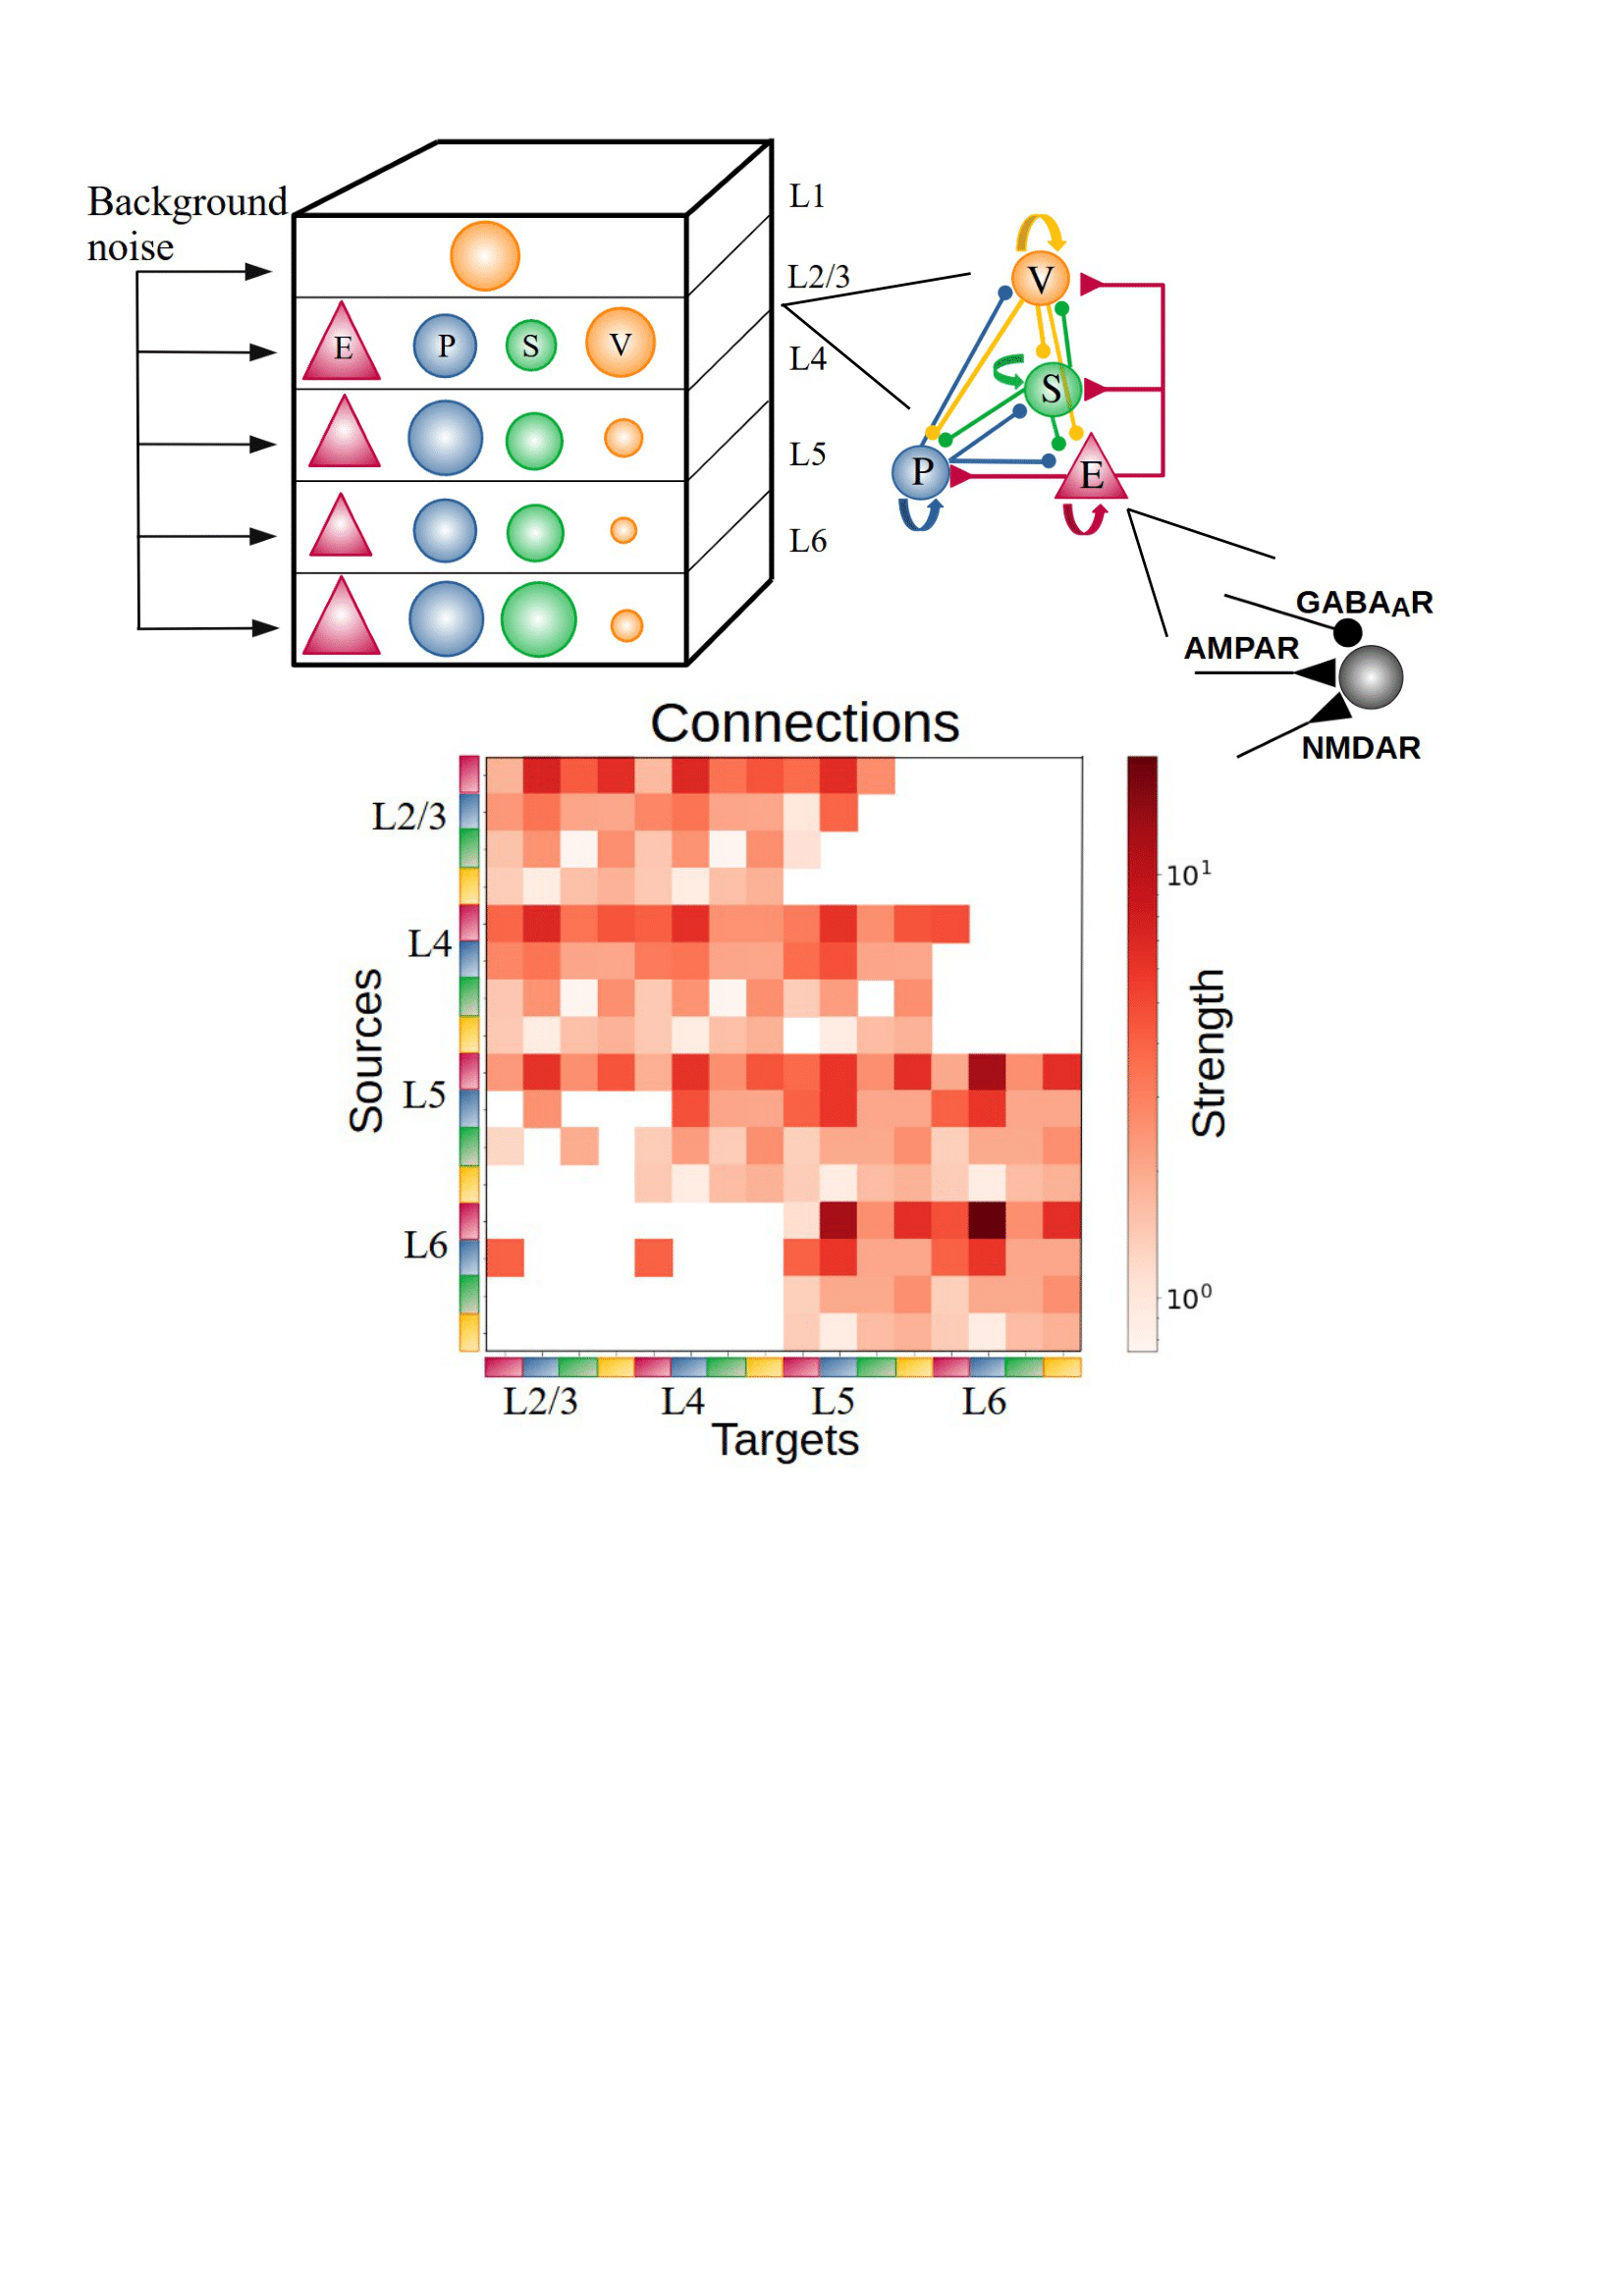 Background
noise
L1
L2/3
L4
L5
L6
E
P
S
V
V
S
P
E
GABAAR
AMPAR
NMDAR
Connections
L2/3
L4
L5
L6
Sources
L2/3
L4
L5
L6
Targets
10¹
10⁰
Strength